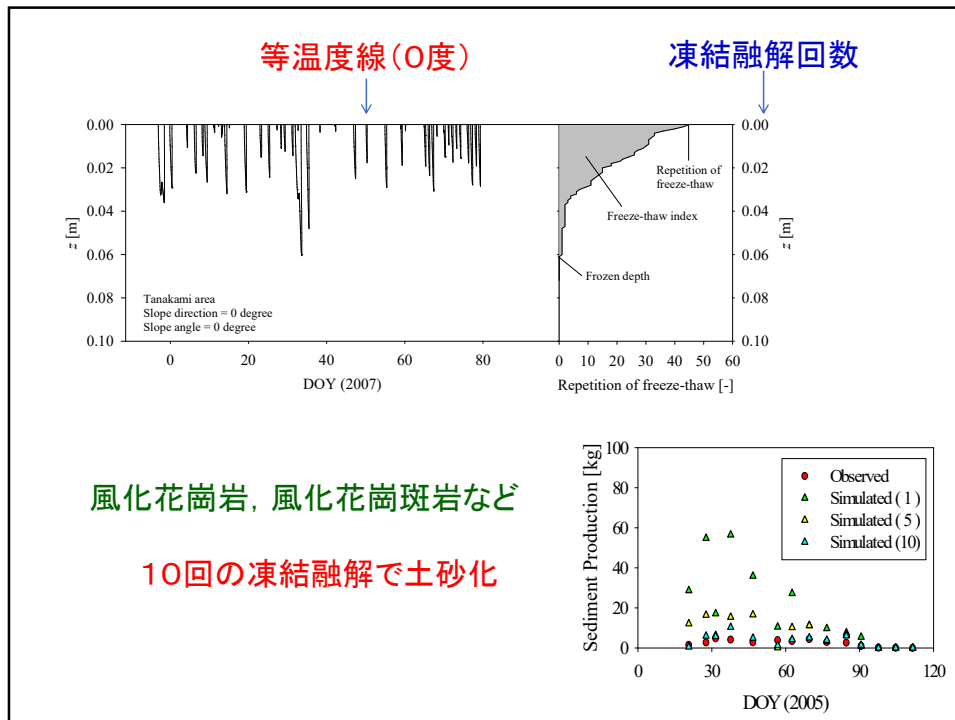 等温度線(0度)
凍結融解回数
0.00
0.02
0.04
0.06
0.08
0.10
z [m]
Tanakami area
Slope direction = 0 degree
Slope angle = 0 degree
0 20 40 60 80
DOY (2007)
Repetition of
freeze-thaw
Freeze-thaw index
Frozen depth
0 10 20 30 40 50 60
Repetition of freeze-thaw [-]
0.00
0.02
0.04
0.06
0.08
0.10
z [m]
風化花崗岩,風化花崗斑岩など
10回の凍結融解で土砂化
Sediment Production [kg]
100
80
60
40
20
0
Observed
Simulated ( 1 )
Simulated ( 5 )
Simulated (10)
0 30 60 90 120
DOY (2005)